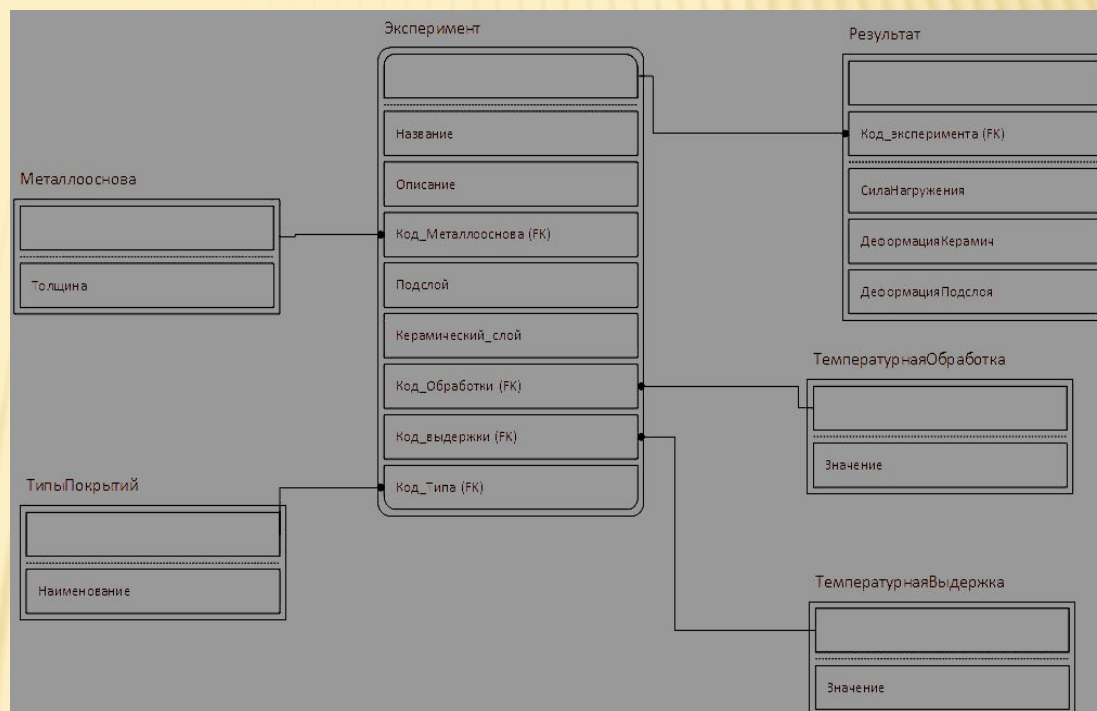 Эксперимент
Название
Описание
Код_Металлооснова (FK)
Подслой
Керамический_слой
Код_Обработки (FK)
Код_выдержки (FK)
Код_Типа (FK)
Результат
Код_эксперимента (FK)
СилаНагружения
ДеформацияКерамич
ДеформацияПодслоя
Металлооснова
Толщина
ТемпературнаяОбработка
Значение
ТипыПокрытий
Наименование
ТемпературнаяВыдержка
Значение